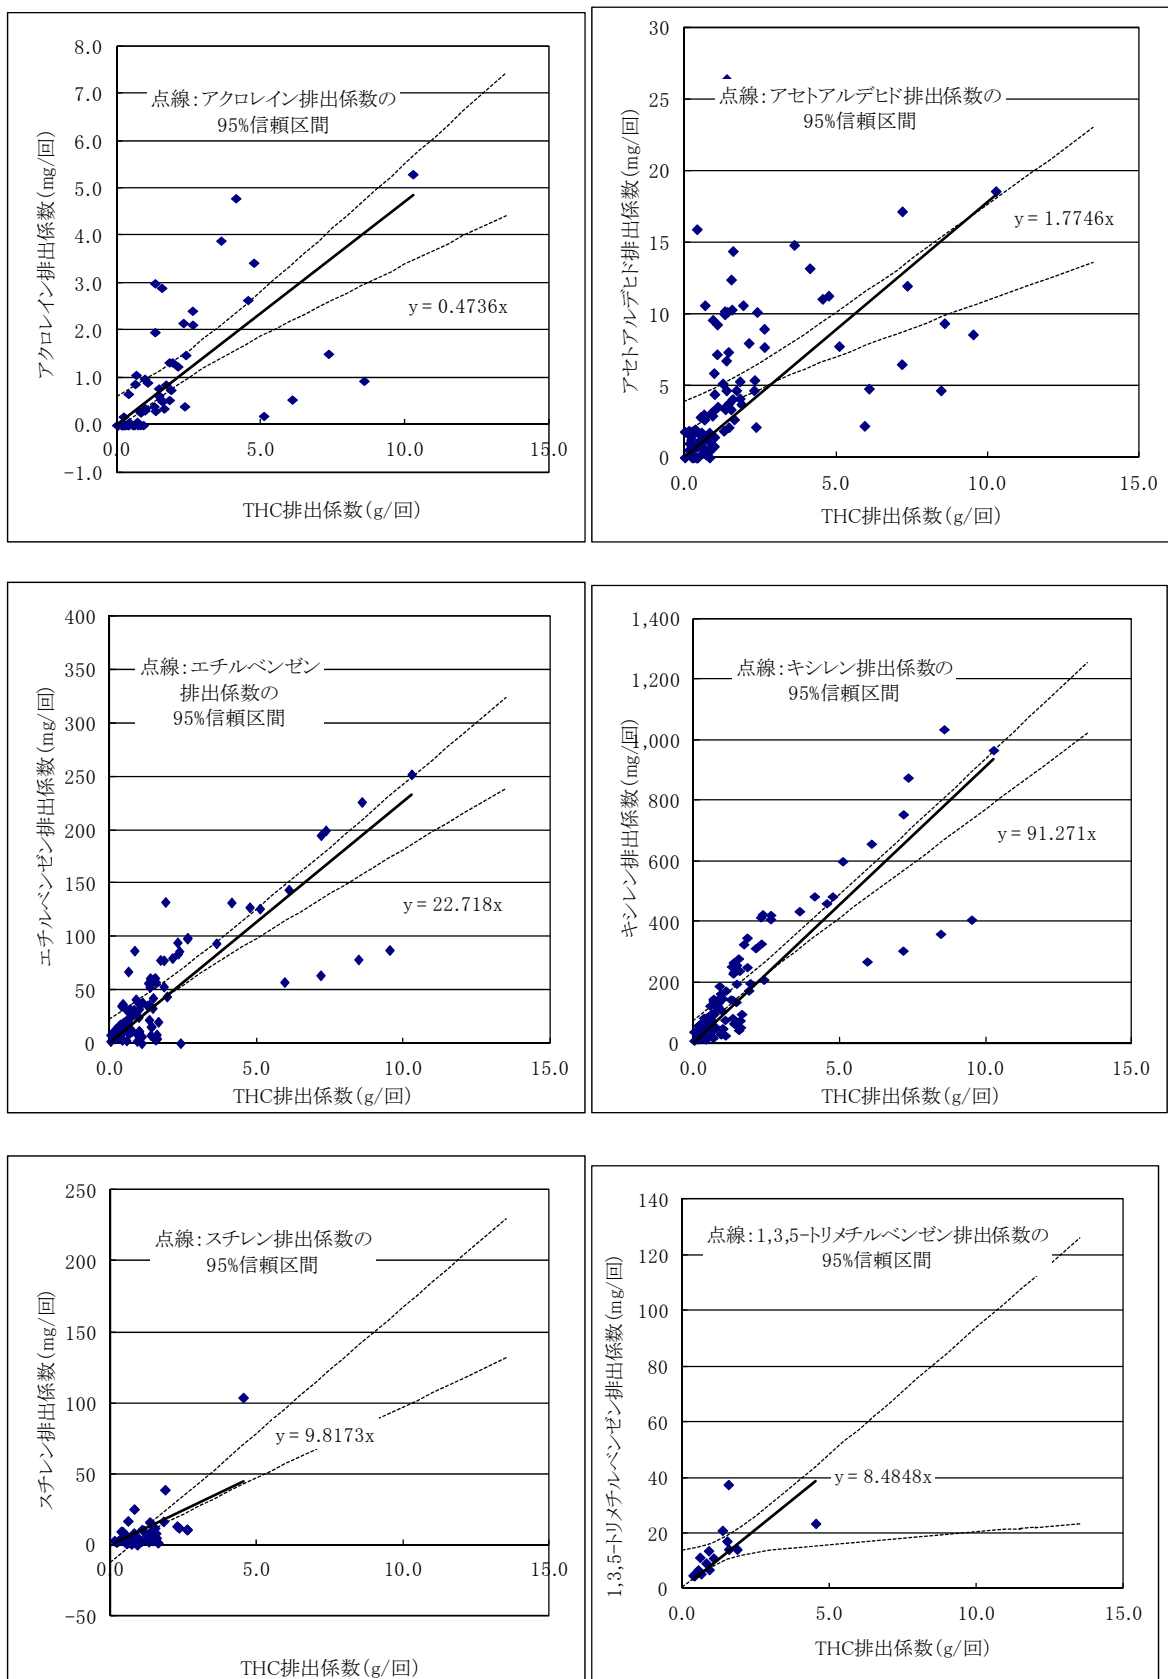 8.0
7.0
6.0
5.0
4.0
3.0
2.0
1.0
0.0
-1.0
アクロレイン排出係数(mg/回)
点線:アクロレイン排出係数の
95%信頼区間
y = 0.4736x
0.0
5.0
10.0
15.0
THC排出係数(g/回)
30
25
20
15
10
5
0
アセトアルデヒド排出係数(mg/回)
点線:アセトアルデヒド排出係数の
95%信頼区間
y = 1.7746x
0.0
5.0
10.0
15.0
THC排出係数(g/回)
400
350
300
250
200
150
100
50
0
エチルベンゼン排出係数(mg/回)
点線:エチルベンゼン
排出係数の
95%信頼区間
y = 22.718x
0.0
5.0
10.0
15.0
THC排出係数(g/回)
1,400
1,200
1,000
800
600
400
200
0
キシレン排出係数(mg/回)
点線:キシレン排出係数の
95%信頼区間
y = 91.271x
0.0
5.0
10.0
15.0
THC排出係数(g/回)
250
200
150
100
50
0
-50
スチレン排出係数(mg/回)
点線:スチレン排出係数の
95%信頼区間
y = 9.8173x
0.0
5.0
10.0
15.0
THC排出係数(g/回)
140
120
100
80
60
40
20
0
1,3,5-トリメチルベンゼン排出係数(mg/回)
点線:1,3,5-トリメチルベンゼン排出係数の
95%信頼区間
y = 8.4848x
0.0
5.0
10.0
15.0
THC排出係数(g/回)